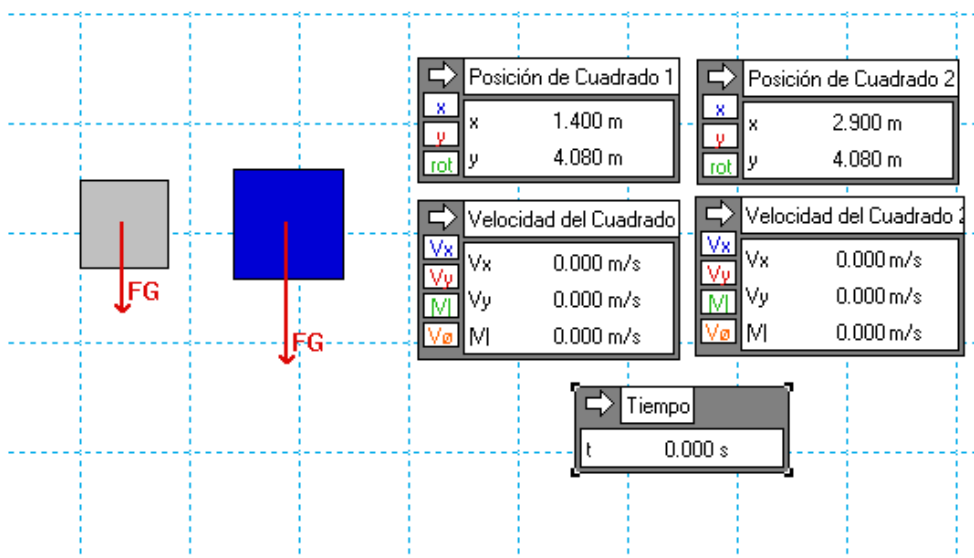 FG
FG
Posición de Cuadrado 1
x
y
rot
x 1.400 m
y 4.080 m
Posición de Cuadrado 2
x
y
rot
x 2.900 m
y 4.080 m
Velocidad del Cuadrado
Vx
Vy
|V|
Vø
Vx 0.000 m/s
Vy 0.000 m/s
|V| 0.000 m/s
Velocidad del Cuadrado 2
Vx
Vy
|V|
Vø
Vx 0.000 m/s
Vy 0.000 m/s
|V| 0.000 m/s
Tiempo
t 0.000 s